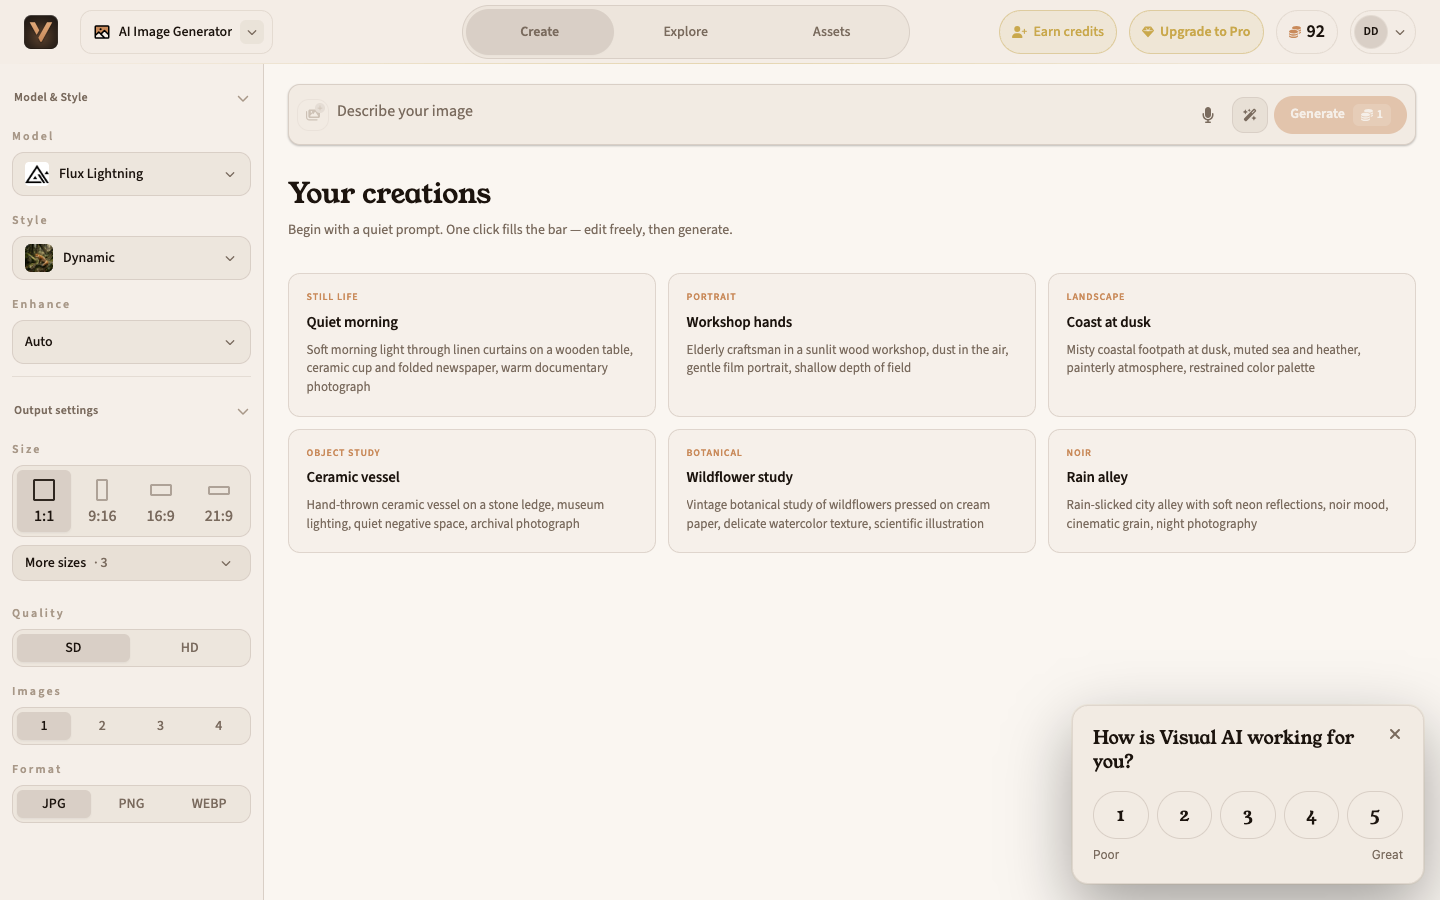 AI Image Generator
Create
Explore
Assets
Earn credits
Upgrade to Pro
92
DD
Model & Style
Model
Flux Lightning
Style
Dynamic
Enhance
Auto
Output settings
Size
1:1
9:16
16:9
21:9
More sizes · 3
Quality
SD
HD
Images
1
2
3
4
Format
JPG
PNG
WEBP
Describe your image
Generate
1
Your creations
Begin with a quiet prompt. One click fills the bar — edit freely, then generate.
STILL LIFE
Quiet morning
Soft morning light through linen curtains on a wooden table,
ceramic cup and folded newspaper, warm documentary
photograph
PORTRAIT
Workshop hands
Elderly craftsman in a sunlit wood workshop, dust in the air,
gentle film portrait, shallow depth of field
LANDSCAPE
Coast at dusk
Misty coastal footpath at dusk, muted sea and heather,
painterly atmosphere, restrained color palette
OBJECT STUDY
Ceramic vessel
Hand-thrown ceramic vessel on a stone ledge, museum
lighting, quiet negative space, archival photograph
BOTANICAL
Wildflower study
Vintage botanical study of wildflowers pressed on cream
paper, delicate watercolor texture, scientific illustration
NOIR
Rain alley
Rain-slicked city alley with soft neon reflections, noir mood,
cinematic grain, night photography
How is Visual AI working for
you?
1
2
3
4
5
Poor
Great